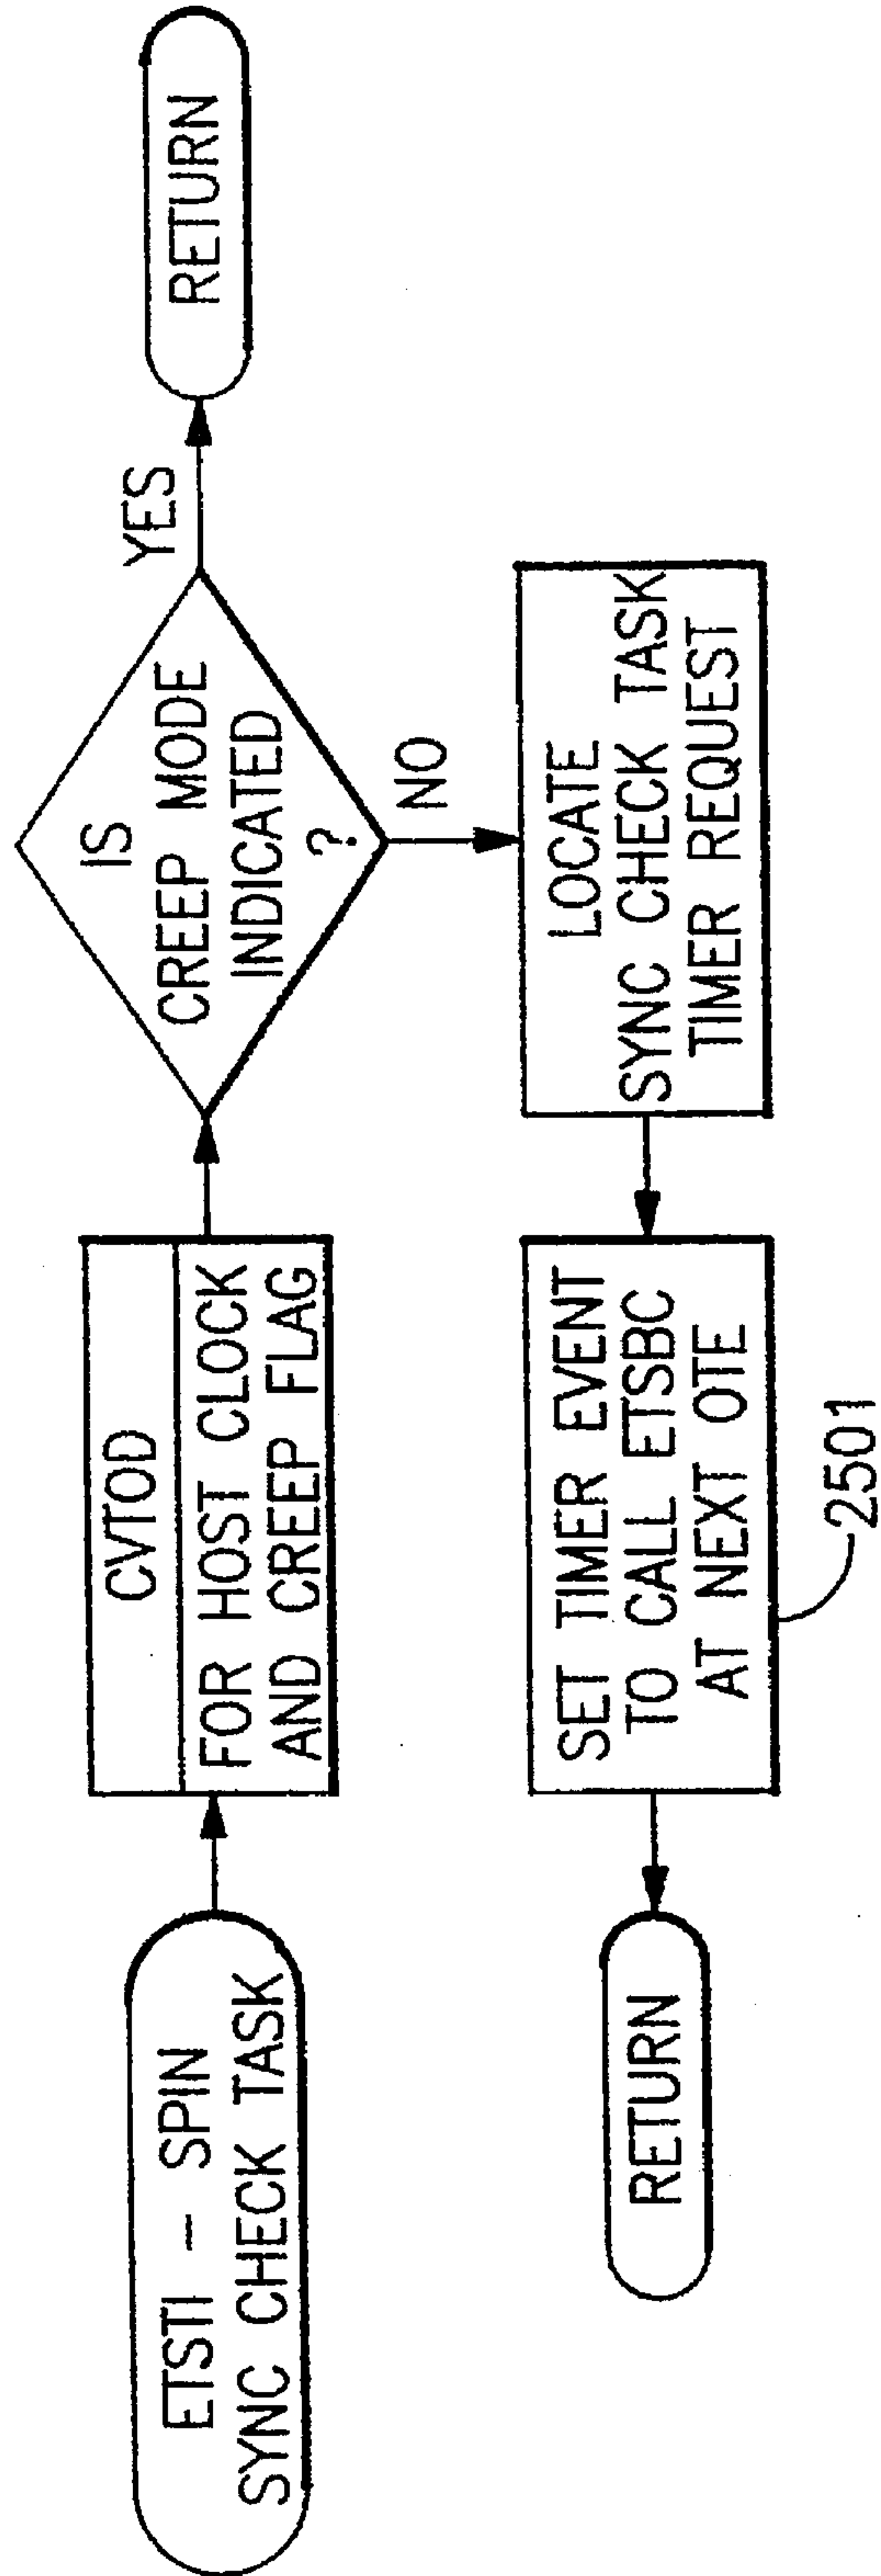 ETSTI - SPIN
SYNC CHECK TASK
CVTOD
FOR HOST CLOCK
AND CREEP FLAG
IS
CREEP MODE
INDICATED
?
YES
RETURN
NO
LOCATE
SYNC CHECK TASK
TIMER REQUEST
SET TIMER EVENT
TO CALL ETSBC
AT NEXT OTE
2501
RETURN